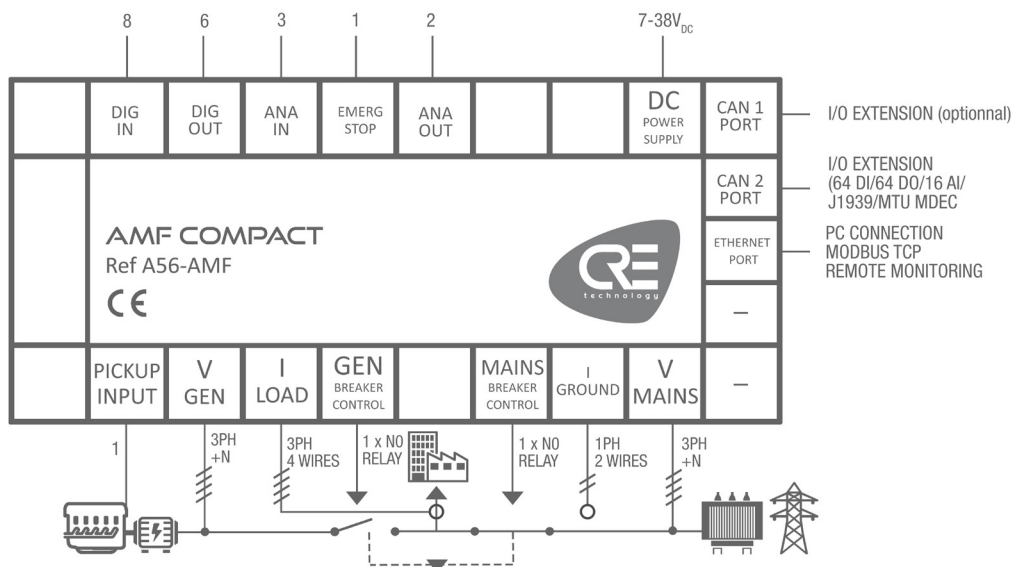 8
6
3
1
2
7-38VDC
DIG
IN
DIG
OUT
ANA
IN
EMERG
STOP
ANA
OUT
DC
POWER
SUPPLY
CAN 1
PORT
I/O EXTENSION (optionnal)
CAN 2
PORT
I/O EXTENSION
(64 DI/64 DO/16 AI/
J1939/MTU MDEC
AMF COMPACT
Ref A56-AMF
CE
CRE
technology
ETHERNET
PORT
PC CONNECTION
MODBUS TCP
REMOTE MONITORING
–
PICKUP
INPUT
V
GEN
I
LOAD
GEN
BREAKER
CONTROL
MAINS
BREAKER
CONTROL
I
GROUND
V
MAINS
–
1
3PH
+N
3PH
4 WIRES
1 x NO
RELAY
1 x NO
RELAY
1PH
2 WIRES
3PH
+N